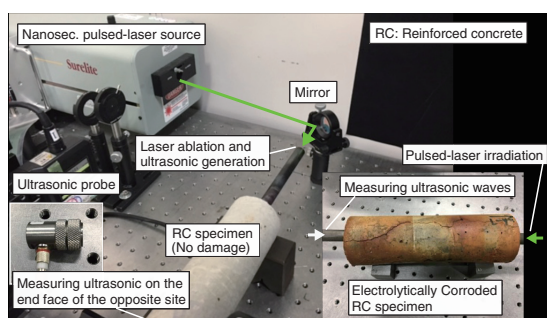 Nanosec. pulsed-laser source
RC: Reinforced concrete
Surelite
Mirror
Laser ablation and
ultrasonic generation
Pulsed-laser irradiation
Ultrasonic probe
Measuring ultrasonic waves
RC specimen
(No damage)
Measuring ultrasonic on the
end face of the opposite site
Electrolytically Corroded
RC specimen